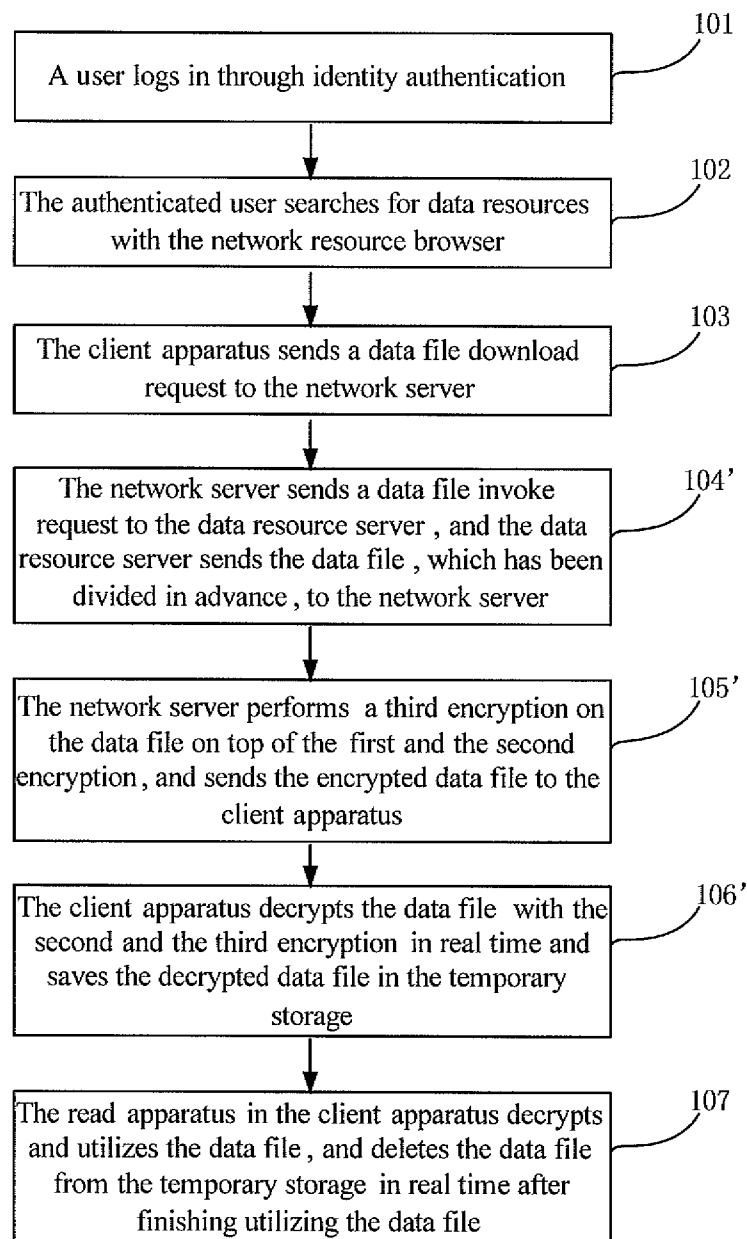 101
A user logs in through identity authentication
102
The authenticated user searches for data resources
with the network resource browser
103
The client apparatus sends a data file download
request to the network server
104'
The network server sends a data file invoke
request to the data resource server , and the data
resource server sends the data file , which has been
divided in advance , to the network server
105'
The network server performs a third encryption on
the data file on top of the first and the second
encryption , and sends the encrypted data file to the
client apparatus
106'
The client apparatus decrypts the data file with the
second and the third encryption in real time and
saves the decrypted data file in the temporary
storage
107
The read apparatus in the client apparatus decrypts
and utilizes the data file , and deletes the data file
from the temporary storage in real time after
finishing utilizing the data file